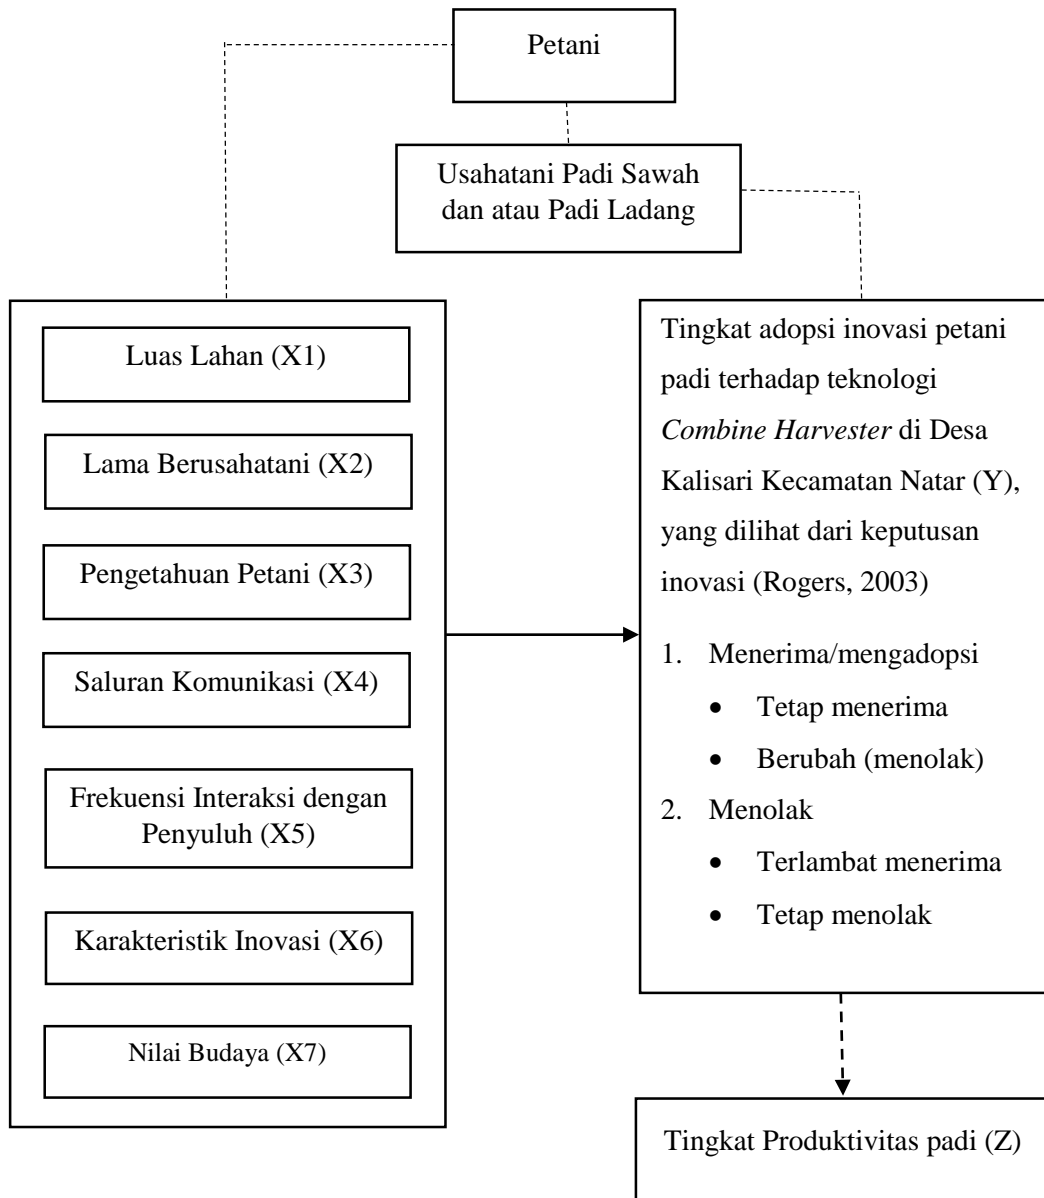 Petani
Usahatani Padi Sawah
dan atau Padi Ladang
Luas Lahan (X1)
Lama Berusahatani (X2)
Pengetahuan Petani (X3)
Saluran Komunikasi (X4)
Frekuensi Interaksi dengan
Penyuluh (X5)
Karakteristik Inovasi (X6)
Nilai Budaya (X7)
Tingkat adopsi inovasi petani
padi terhadap teknologi
Combine Harvester di Desa
Kalisari Kecamatan Natar (Y),
yang dilihat dari keputusan
inovasi (Rogers, 2003)
1. Menerima/mengadopsi
• Tetap menerima
• Berubah (menolak)
2. Menolak
• Terlambat menerima
• Tetap menolak
Tingkat Produktivitas padi (Z)